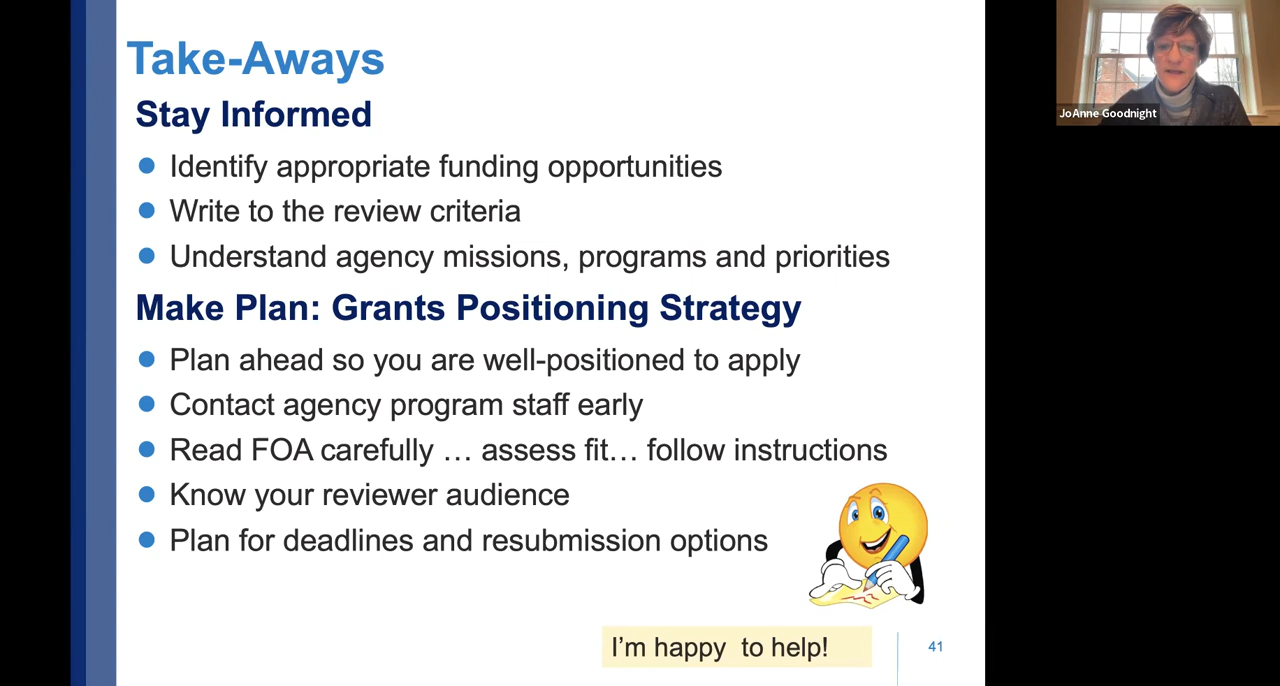 Take-Aways
Stay Informed
Identify appropriate funding opportunities
Write to the review criteria
Understand agency missions, programs and priorities
Make Plan: Grants Positioning Strategy
Plan ahead so you are well-positioned to apply
Contact agency program staff early
Read FOA carefully … assess fit… follow instructions
Know your reviewer audience
Plan for deadlines and resubmission options
I’m happy  to help!
41
JoAnne Goodnight